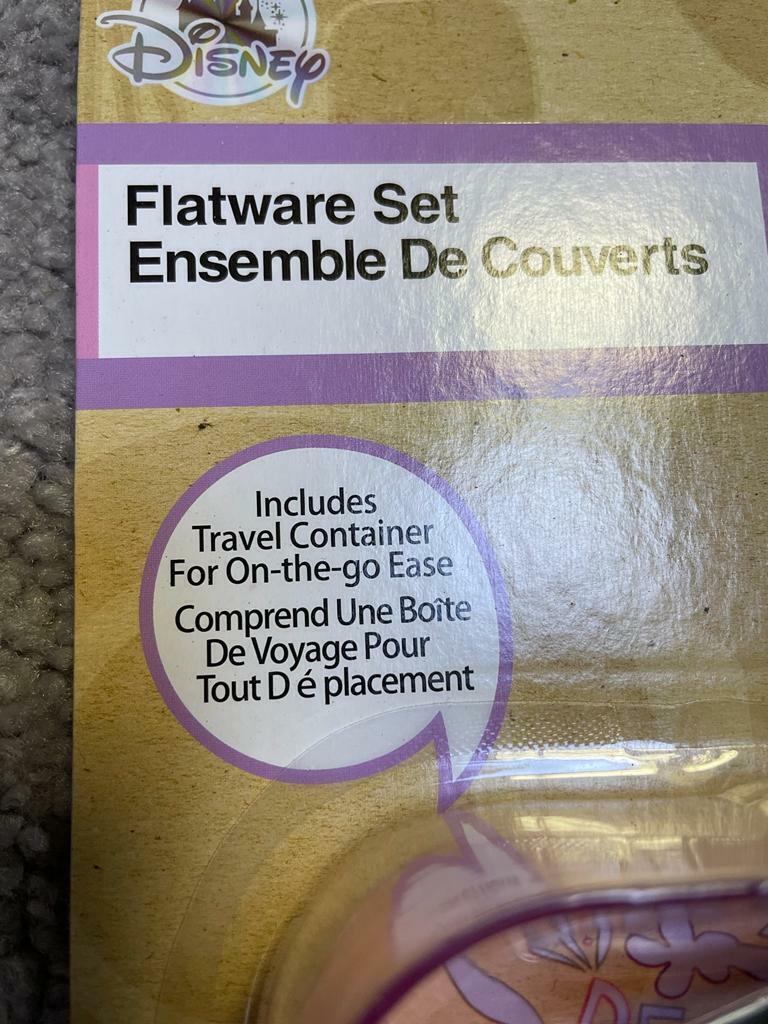 Disney
Flatware Set
Ensemble De Couverts
Includes
Travel Container
For On-the-go Ease
Comprend Une Boîte
De Voyage Pour
Tout D é placement